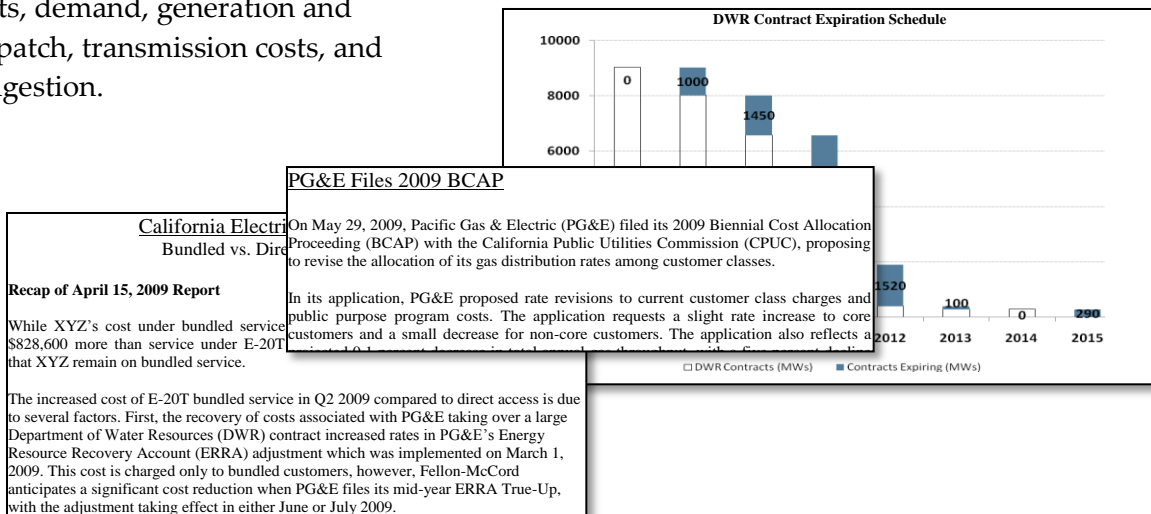 ts, demand, generation and
patch, transmission costs, and
gestion.
DWR Contract Expiration Schedule
10000
8000
6000
0
1000
1450
1520
100
0
290
2012
2013
2014
2015
DWR Contracts (MWs)
Contracts Expiring (MWs)
PG&E Files 2009 BCAP
On May 29, 2009, Pacific Gas & Electric (PG&E) filed its 2009 Biennial Cost Allocation
Proceeding (BCAP) with the California Public Utilities Commission (CPUC), proposing
to revise the allocation of its gas distribution rates among customer classes.
In its application, PG&E proposed rate revisions to current customer class charges and
public purpose program costs. The application requests a slight rate increase to core
customers and a small decrease for non-core customers. The application also reflects a
California Electri
Bundled vs. Dire
Recap of April 15, 2009 Report
While XYZ's cost under bundled service
$828,600 more than service under E-20T
that XYZ remain on bundled service.
The increased cost of E-20T bundled service in Q2 2009 compared to direct access is due
to several factors. First, the recovery of costs associated with PG&E taking over a large
Department of Water Resources (DWR) contract increased rates in PG&E's Energy
Resource Recovery Account (ERRA) adjustment which was implemented on March 1,
2009. This cost is charged only to bundled customers, however, Fellon-McCord
anticipates a significant cost reduction when PG&E files its mid-year ERRA True-Up,
with the adjustment taking effect in either June or July 2009.